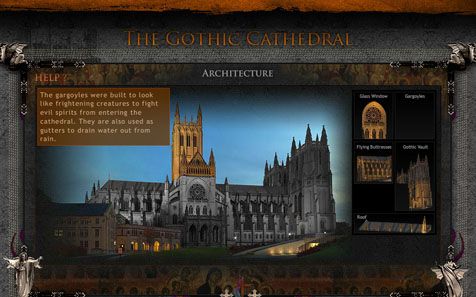 The Gothic Cathedral
Architecture
HELP ?
The gargoyles were built to look
like frightening creatures to fight
evil spirits from entering the
cathedral. They are also used as
gutters to drain water out from
rain.
Glass Window
Gargoyles
Flying Buttresses
Gothic Vault
Roof